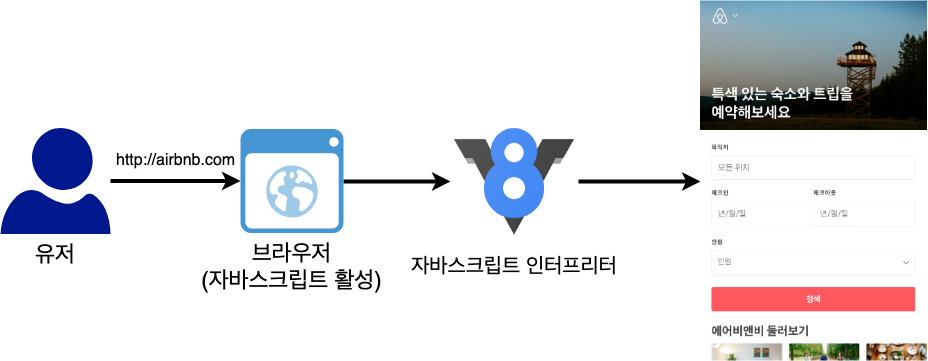 유저
http://airbnb.com
브라우저
(자바스크립트 활성)
자바스크립트 인터프리터
특색 있는 숙소와 트립을
예약해보세요
목적지
모든 위치
체크인
체크아웃
년/월/일
년/월/일
인원
인원
검색
에어비앤비 둘러보기